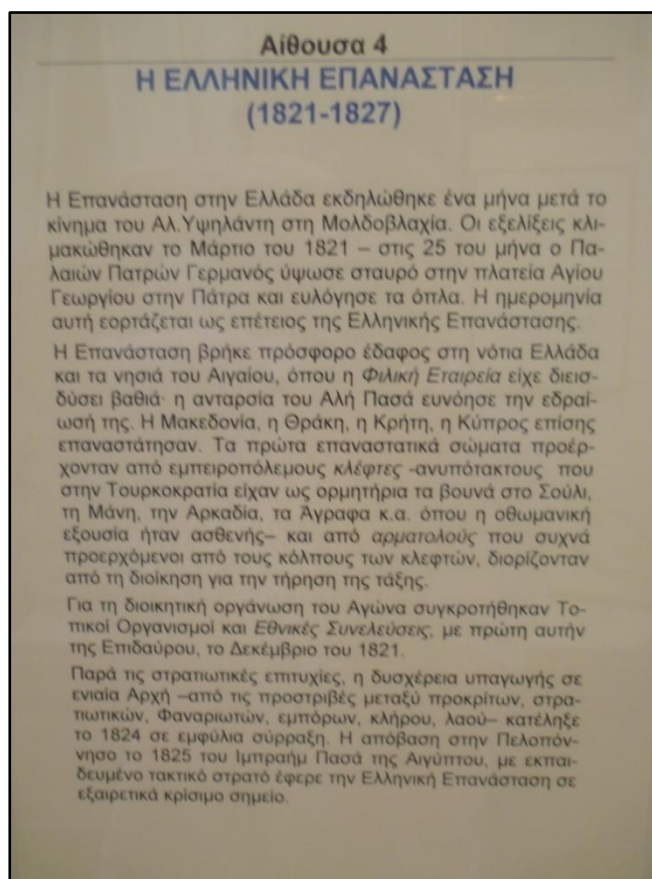 Αίθουσα 4
Η ΕΛΛΗΝΙΚΗ ΕΠΑΝΑΣΤΑΣΗ
(1821-1827)
Η Επανάσταση στην Ελλάδα εκδηλώθηκε ένα μήνα μετά το
κίνημα του Αλ.Υψηλάντη στη Μολδοβλαχία. Οι εξελίξεις κλι-
μακώθηκαν το Μάρτιο του 1821 – στις 25 του μήνα ο Πα-
λαιών Πατρών Γερμανός ύψωσε σταυρό στην πλατεία Αγίου
Γεωργίου στην Πάτρα και ευλόγησε τα όπλα. Η ημερομηνία
αυτή εορτάζεται ως επέτειος της Ελληνικής Επανάστασης.
Η Επανάσταση βρήκε πρόσφορο έδαφος στη νότια Ελλάδα
και τα νησιά του Αιγαίου, όπου η Φιλική Εταιρεία είχε διεισ-
δύσει βαθιά· η ανταρσία του Αλή Πασά ευνόησε την εδραί-
ωσή της. Η Μακεδονία, η Θράκη, η Κρήτη, η Κύπρος επίσης
επαναστάτησαν. Τα πρώτα επαναστατικά σώματα προέρ-
χονταν από εμπειροπόλεμους κλέφτες -ανυπότακτους που
στην Τουρκοκρατία είχαν ως ορμητήρια τα βουνά στο Σούλι,
τη Μάνη, την Αρκαδία, τα Άγραφα κ.α. όπου η οθωμανική
εξουσία ήταν ασθενής– και από αρματολούς που συχνά
προερχόμενοι από τους κόλπους των κλεφτών, διορίζονταν
από τη διοίκηση για την τήρηση της τάξης.
Για τη διοικητική οργάνωση του Αγώνα συγκροτήθηκαν Το-
πικοί Οργανισμοί και Εθνικές Συνελεύσεις, με πρώτη αυτήν
της Επιδαύρου, το Δεκέμβριο του 1821.
Παρά τις στρατιωτικές επιτυχίες, η δυσχέρεια υπαγωγής σε
ενιαία Αρχή –από τις προστριβές μεταξύ προκρίτων, στρα-
τιωτικών, Φαναριωτών, εμπόρων, κλήρου, λαού– κατέληξε
το 1824 σε εμφύλια σύρραξη. Η απόβαση στην Πελοπόν-
νησο το 1825 του Ιμπραήμ Πασά της Αιγύπτου, με εκπαι-
δευμένο τακτικό στρατό έφερε την Ελληνική Επανάσταση σε
εξαιρετικά κρίσιμο σημείο.